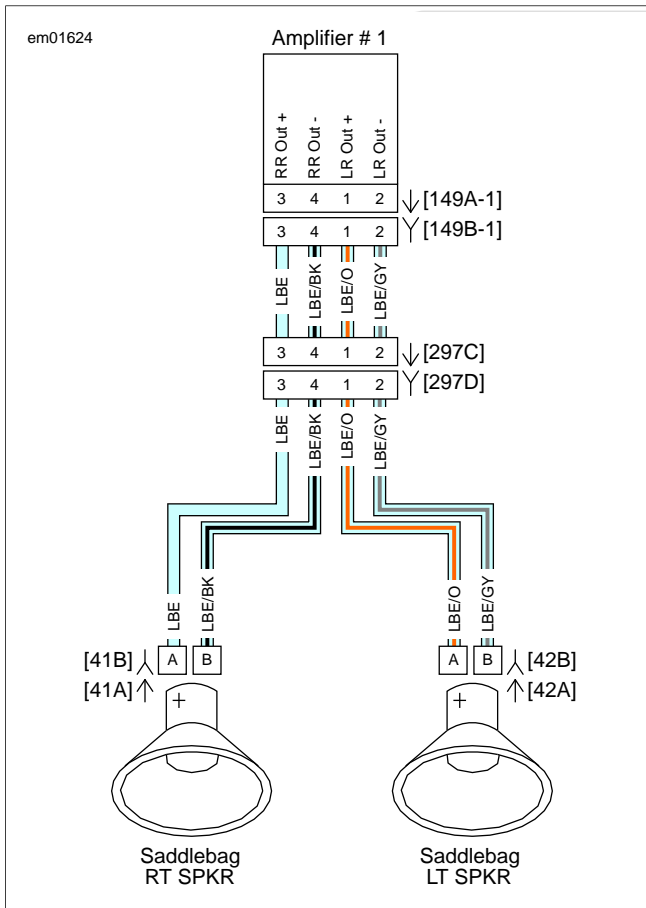 em01624
Amplifier # 1
RR Out +
RR Out -
LR Out +
LR Out -
3 4 1 2 [149A-1]
3 4 1 2 [149B-1]
LBE
LBE/BK
LBE/O
LBE/GY
3 4 1 2 [297C]
3 4 1 2 [297D]
LBE
LBE/BK
LBE/O
LBE/GY
LBE
LBE/BK
LBE/O
LBE/GY
[41B] A B
[41A] +
A B [42B]
+ [42A]
Saddlebag
RT SPKR
Saddlebag
LT SPKR